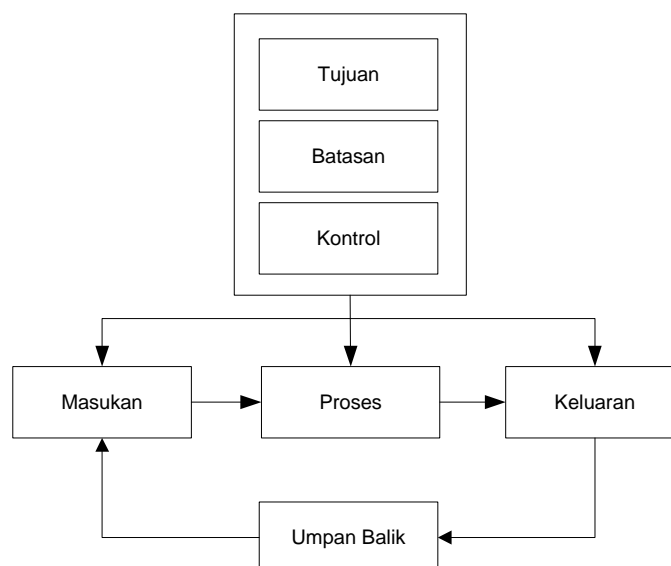 Tujuan
Batasan
Kontrol
Masukan
Proses
Keluaran
Umpan Balik